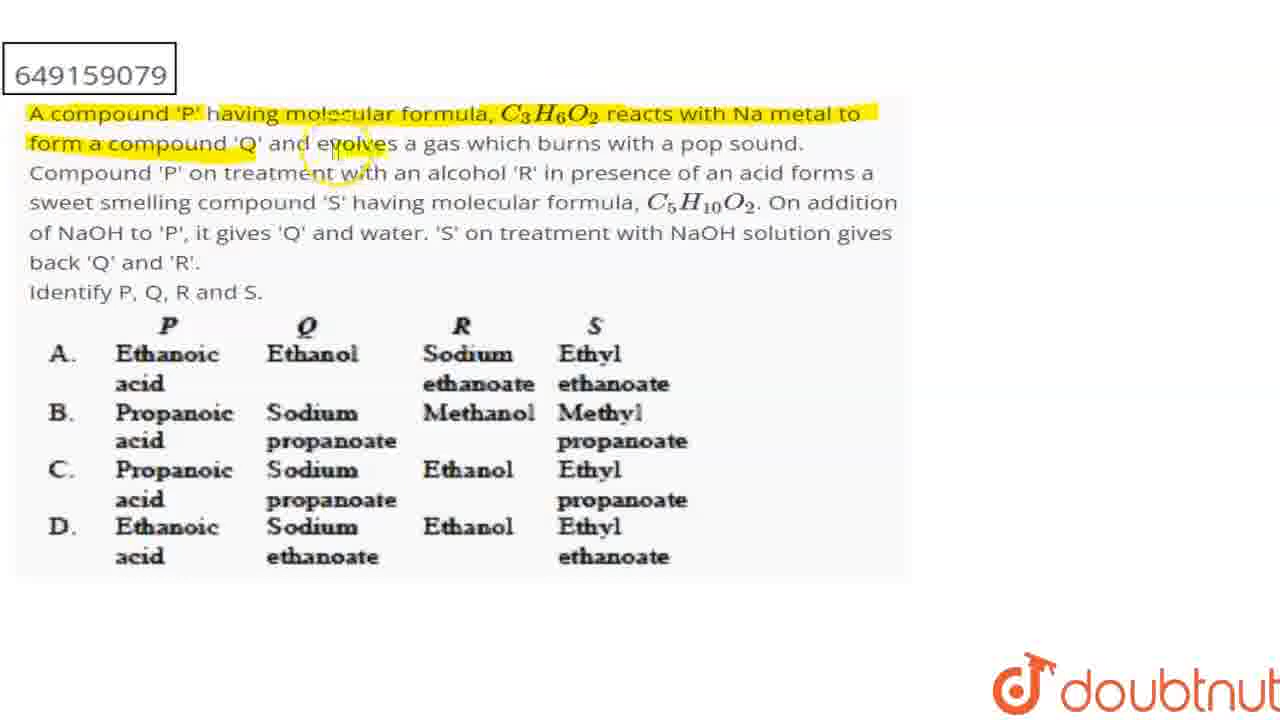 649159079
A compound 'P' having molecular formula, C₃H₆O₂ reacts with Na metal to
form a compound 'Q' and evolves a gas which burns with a pop sound.
Compound 'P' on treatment with an alcohol 'R' in presence of an acid forms a
sweet smelling compound 'S' having molecular formula, C₅H₁₀O₂. On addition
of NaOH to 'P', it gives 'Q' and water. 'S' on treatment with NaOH solution gives
back 'Q' and 'R'.
Identify P, Q, R and S.
P Q R S
A. Ethanoic Ethanol Sodium Ethyl
acid ethanoate ethanoate
B. Propanoic Sodium Methanol Methyl
acid propanoate propanoate
C. Propanoic Sodium Ethanol Ethyl
acid propanoate propanoate
D. Ethanoic Sodium Ethanol Ethyl
acid ethanoate ethanoate
doubtnut